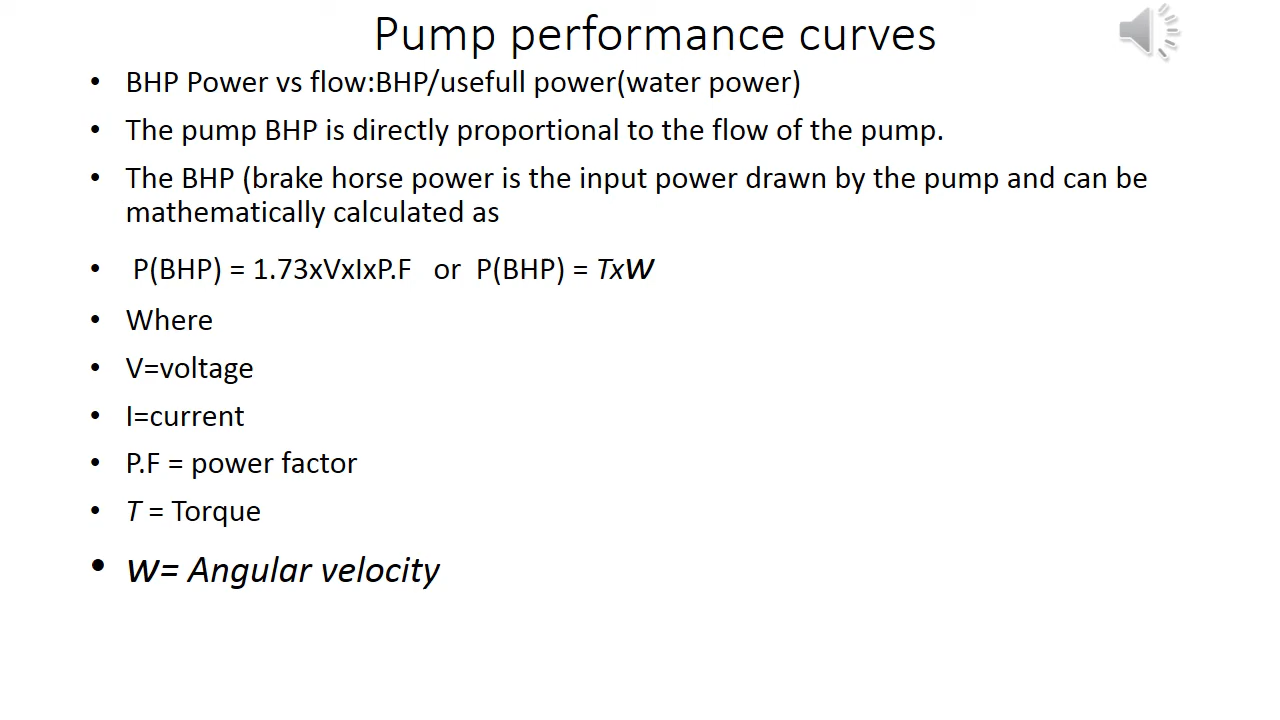 Pump performance curves
• BHP Power vs flow:BHP/usefull power(water power)
• The pump BHP is directly proportional to the flow of the pump.
• The BHP (brake horse power is the input power drawn by the pump and can be
mathematically calculated as
• P(BHP) = 1.73xVxIxP.F or P(BHP) = Txw
• Where
• V=voltage
• I=current
• P.F = power factor
• T = Torque
• w= Angular velocity